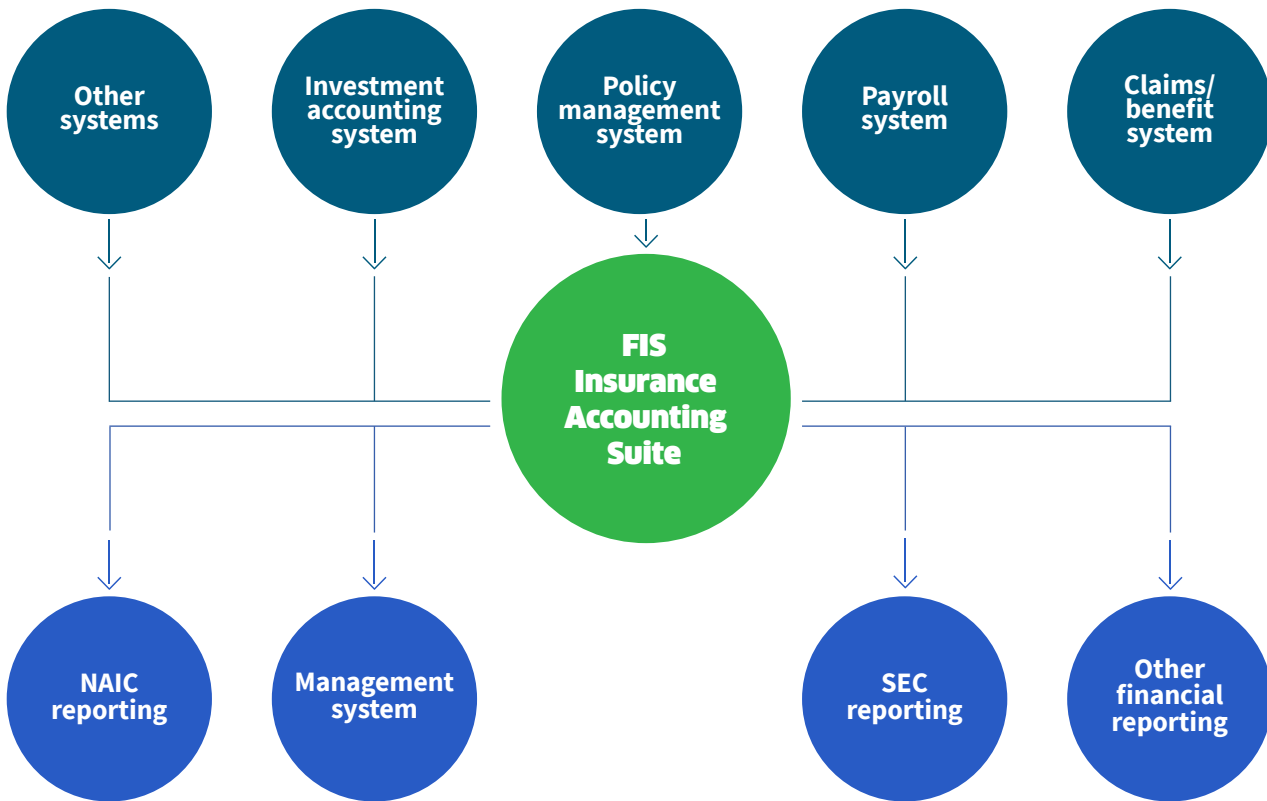 Other
systems
Investment
accounting
system
Policy
management
system
Payroll
system
Claims/
benefit
system
FIS
Insurance
Accounting
Suite
NAIC
reporting
Management
system
SEC
reporting
Other
financial
reporting